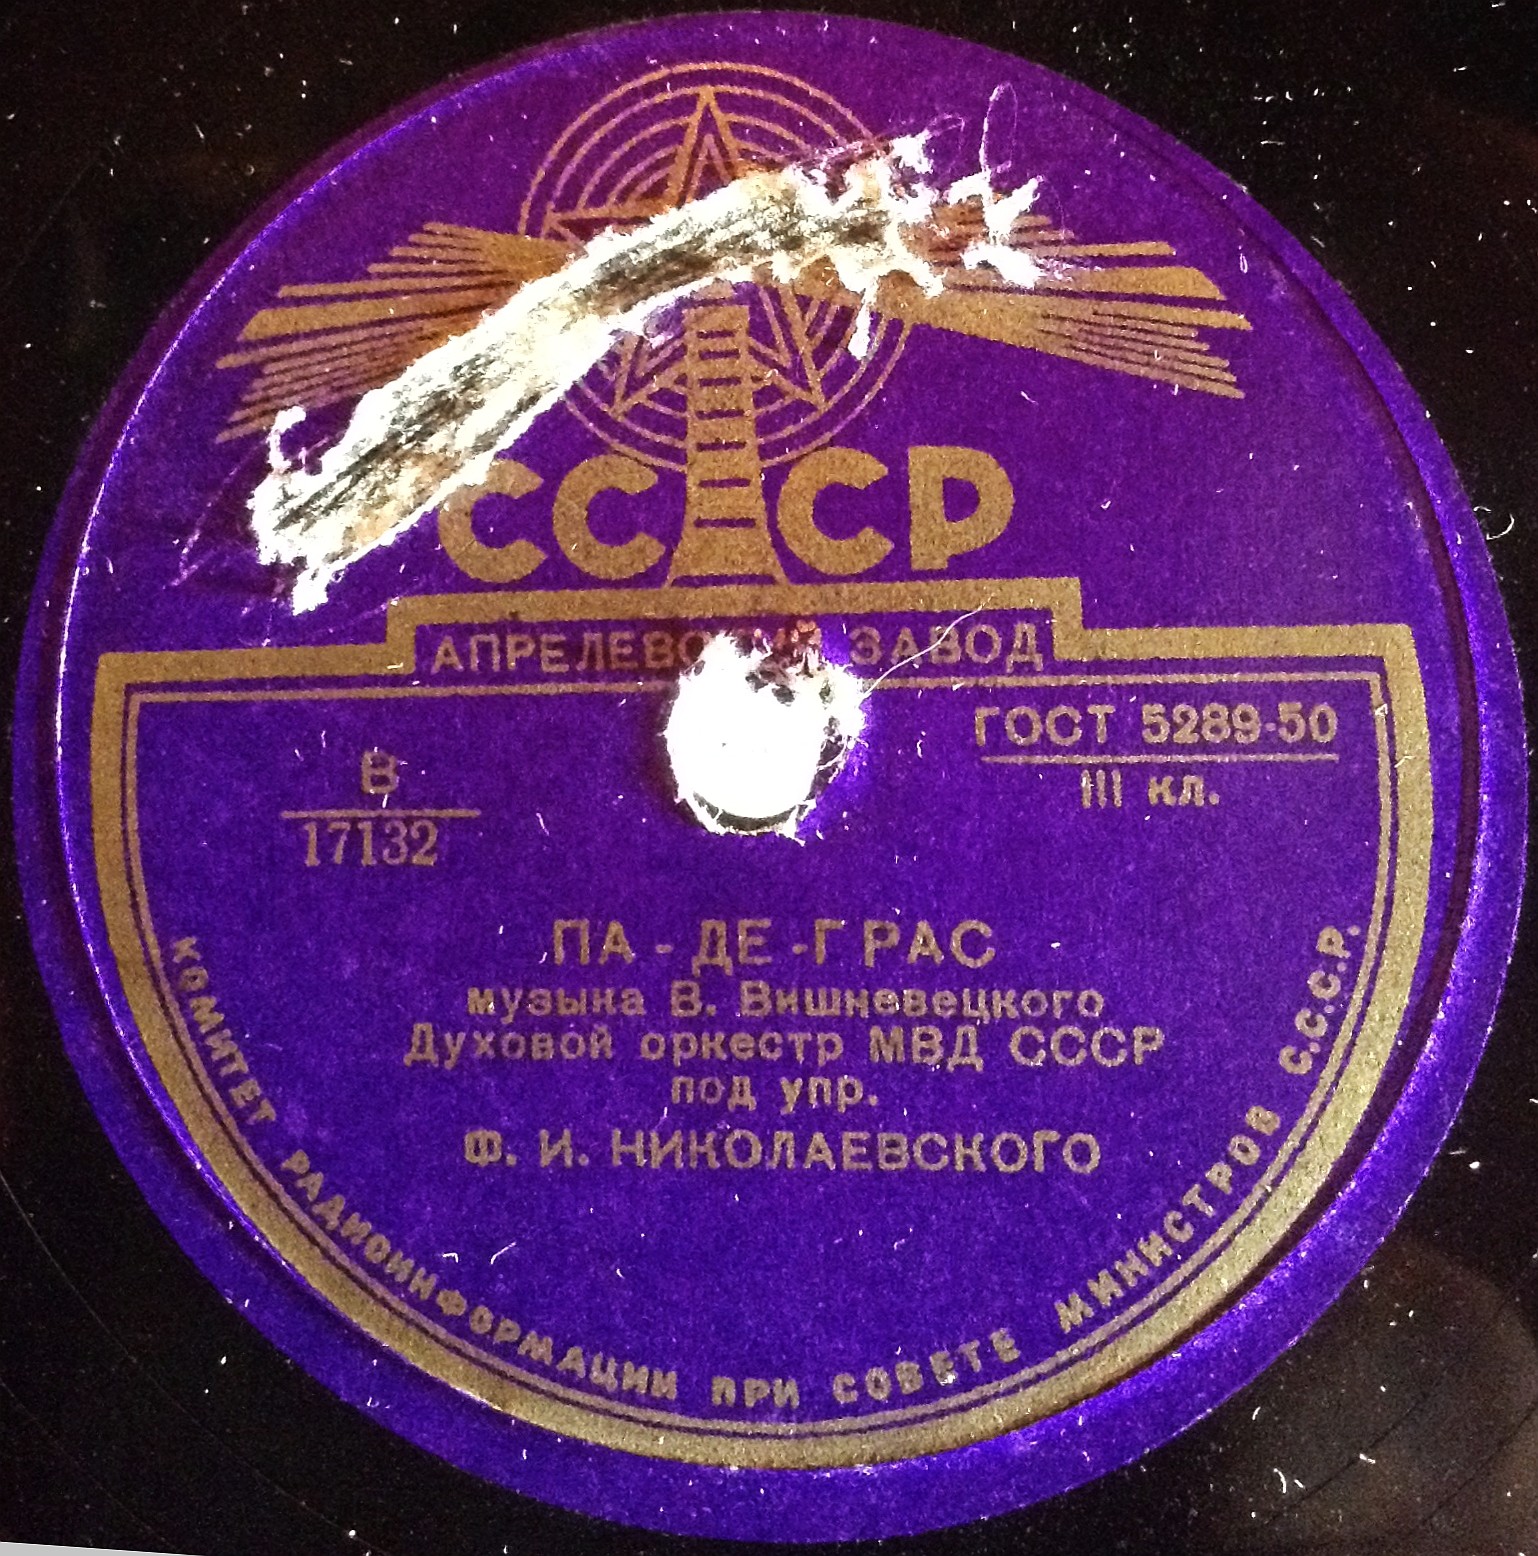 СССР
АПРЕЛЕВСКИЙ ЗАВОД
ГОСТ 5289-50
III кл.
В
17132
ПА-ДЕ-ГРАС
музыка В. Вишневецкого
Духовой оркестр МВД СССР
под упр.
Ф. И. НИКОЛАЕВСКОГО
КОМИТЕТ РАДИОИНФОРМАЦИИ ПРИ СОВЕТЕ МИНИСТРОВ С.С.С.Р.